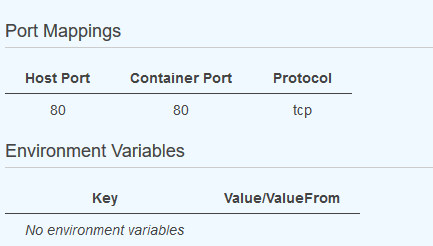 Port Mappings
Host Port Container Port Protocol
80 80 tcp
Environment Variables
Key Value/ValueFrom
No environment variables